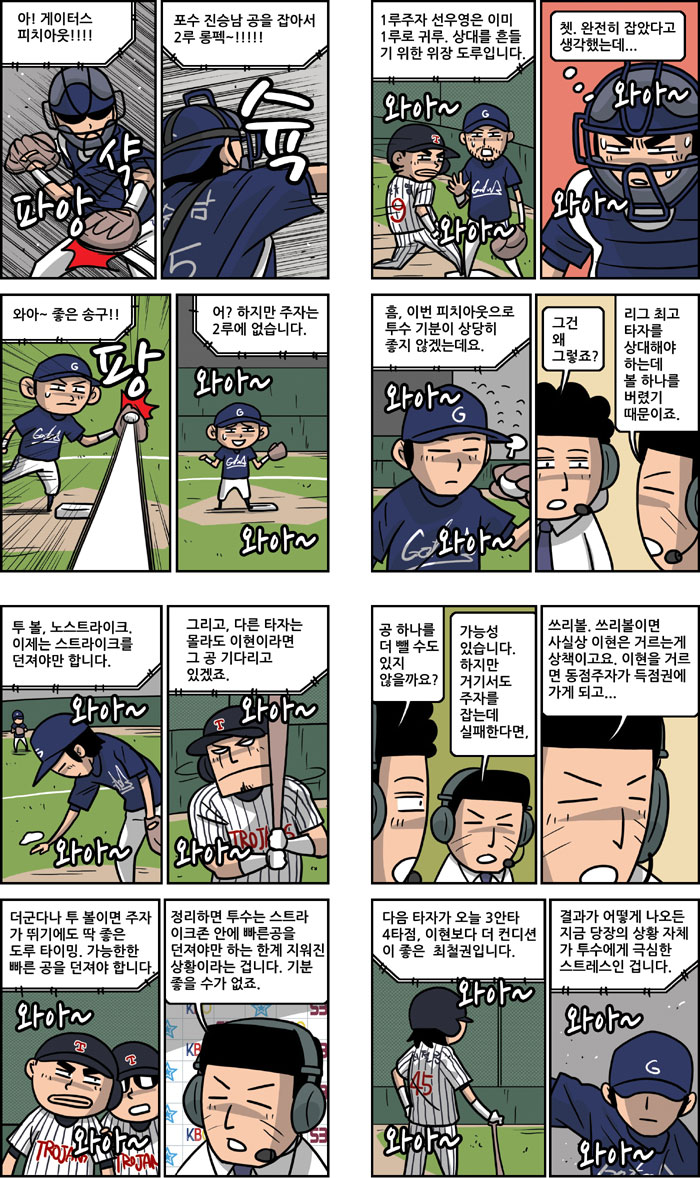 아! 게이터스
피치아웃!!!!
샥
파앙
포수 진승남 공을 잡아서
2루 롱펙~!!!!!
슉
5
와아~ 좋은 송구!!
팡
G
어? 하지만 주자는
2루에 없습니다.
와아~
G
와아~
1루주자 선우영은 이미
1루로 귀루. 상대를 흔들
기 위한 위장 도루입니다.
와아~
T
G
9
와아~
쳇. 완전히 잡았다고
생각했는데...
와아~
와아~
흠, 이번 피치아웃으로
투수 기분이 상당히
좋지 않겠는데요.
와아~
G
와아~
그건
왜
그렇죠?
리그 최고
타자를
상대해야
하는데
볼 하나를
버렸기
때문이죠.
투 볼, 노스트라이크.
이제는 스트라이크를
던져야만 합니다.
와아~
G
와아~
그리고, 다른 타자는
몰라도 이현이라면
그 공 기다리고
있겠죠.
와아~
T
TROJANS
와아~
더군다나 투 볼이면 주자
가 뛰기에도 딱 좋은
도루 타이밍. 가능한한
빠른 공을 던져야 합니다.
와아~
T
T
TROJAN
TROJAN
와아~
정리하면 투수는 스트라
이크존 안에 빠른공을
던져야만 하는 한계 지워진
상황이라는 겁니다. 기분
좋을 수가 없죠.
공 하나를
더 뺄 수도
있지
않을까요?
가능성
있습니다.
하지만
거기서도
주자를
잡는데
실패한다면,
쓰리볼. 쓰리볼이면
사실상 이현은 거르는게
상책이고요. 이현을 거르
면 동점주자가 득점권에
가게 되고...
다음 타자가 오늘 3안타
4타점, 이현보다 더 컨디션
이 좋은 최철권입니다.
와아~
45
와아~
결과가 어떻게 나오든
지금 당장의 상황 자체
가 투수에게 극심한
스트레스인 겁니다.
와아~
G
와아~